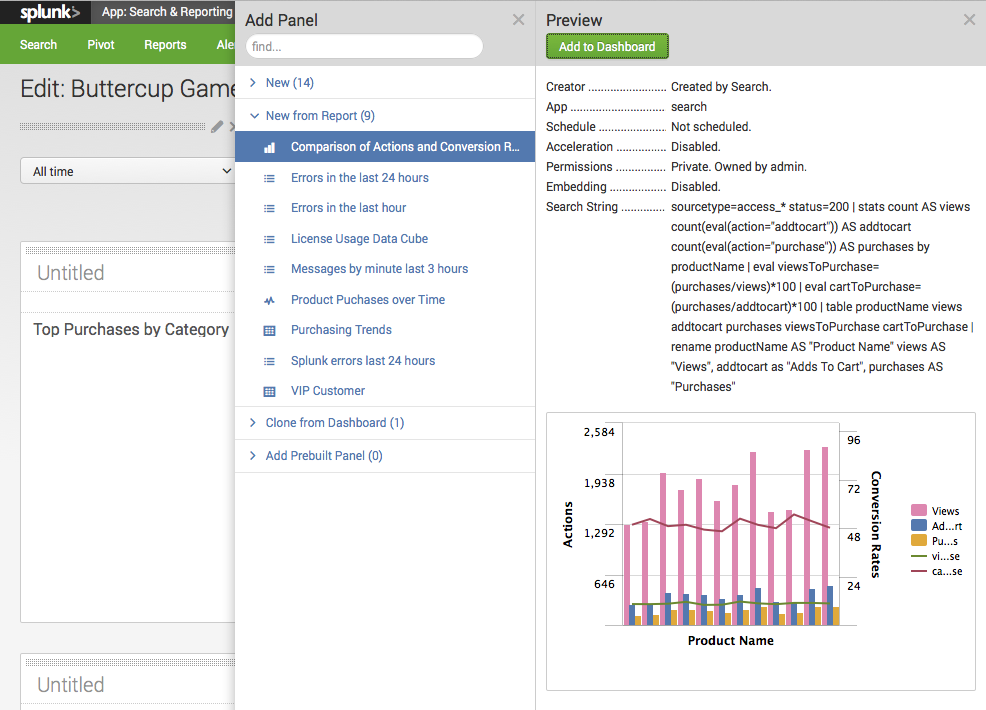 splunk>
App: Search & Reporting
Search
Pivot
Reports
Ale
Edit: Buttercup Game
All time
Untitled
Top Purchases by Category
Untitled
Add Panel
find...
New (14)
New from Report (9)
Comparison of Actions and Conversion R...
Errors in the last 24 hours
Errors in the last hour
License Usage Data Cube
Messages by minute last 3 hours
Product Puchases over Time
Purchasing Trends
Splunk errors last 24 hours
VIP Customer
Clone from Dashboard (1)
Add Prebuilt Panel (0)
Preview
Add to Dashboard
Creator ........................ Created by Search.
App ............................. search
Schedule ..................... Not scheduled.
Acceleration ................ Disabled.
Permissions ................ Private. Owned by admin.
Embedding .................. Disabled.
Search String .............. sourcetype=access_* status=200 | stats count AS views
count(eval(action="addtocart")) AS addtocart
count(eval(action="purchase")) AS purchases by
productName | eval viewsToPurchase=
(purchases/views)*100 | eval cartToPurchase=
(purchases/addtocart)*100 | table productName views
addtocart purchases viewsToPurchase cartToPurchase |
rename productName AS "Product Name" views AS
"Views", addtocart as "Adds To Cart", purchases AS
"Purchases"
2,584
1,938
1,292
646
Actions
96
72
48
24
Conversion Rates
Product Name
Views
Ad...rt
Pu...s
vi...se
ca...se